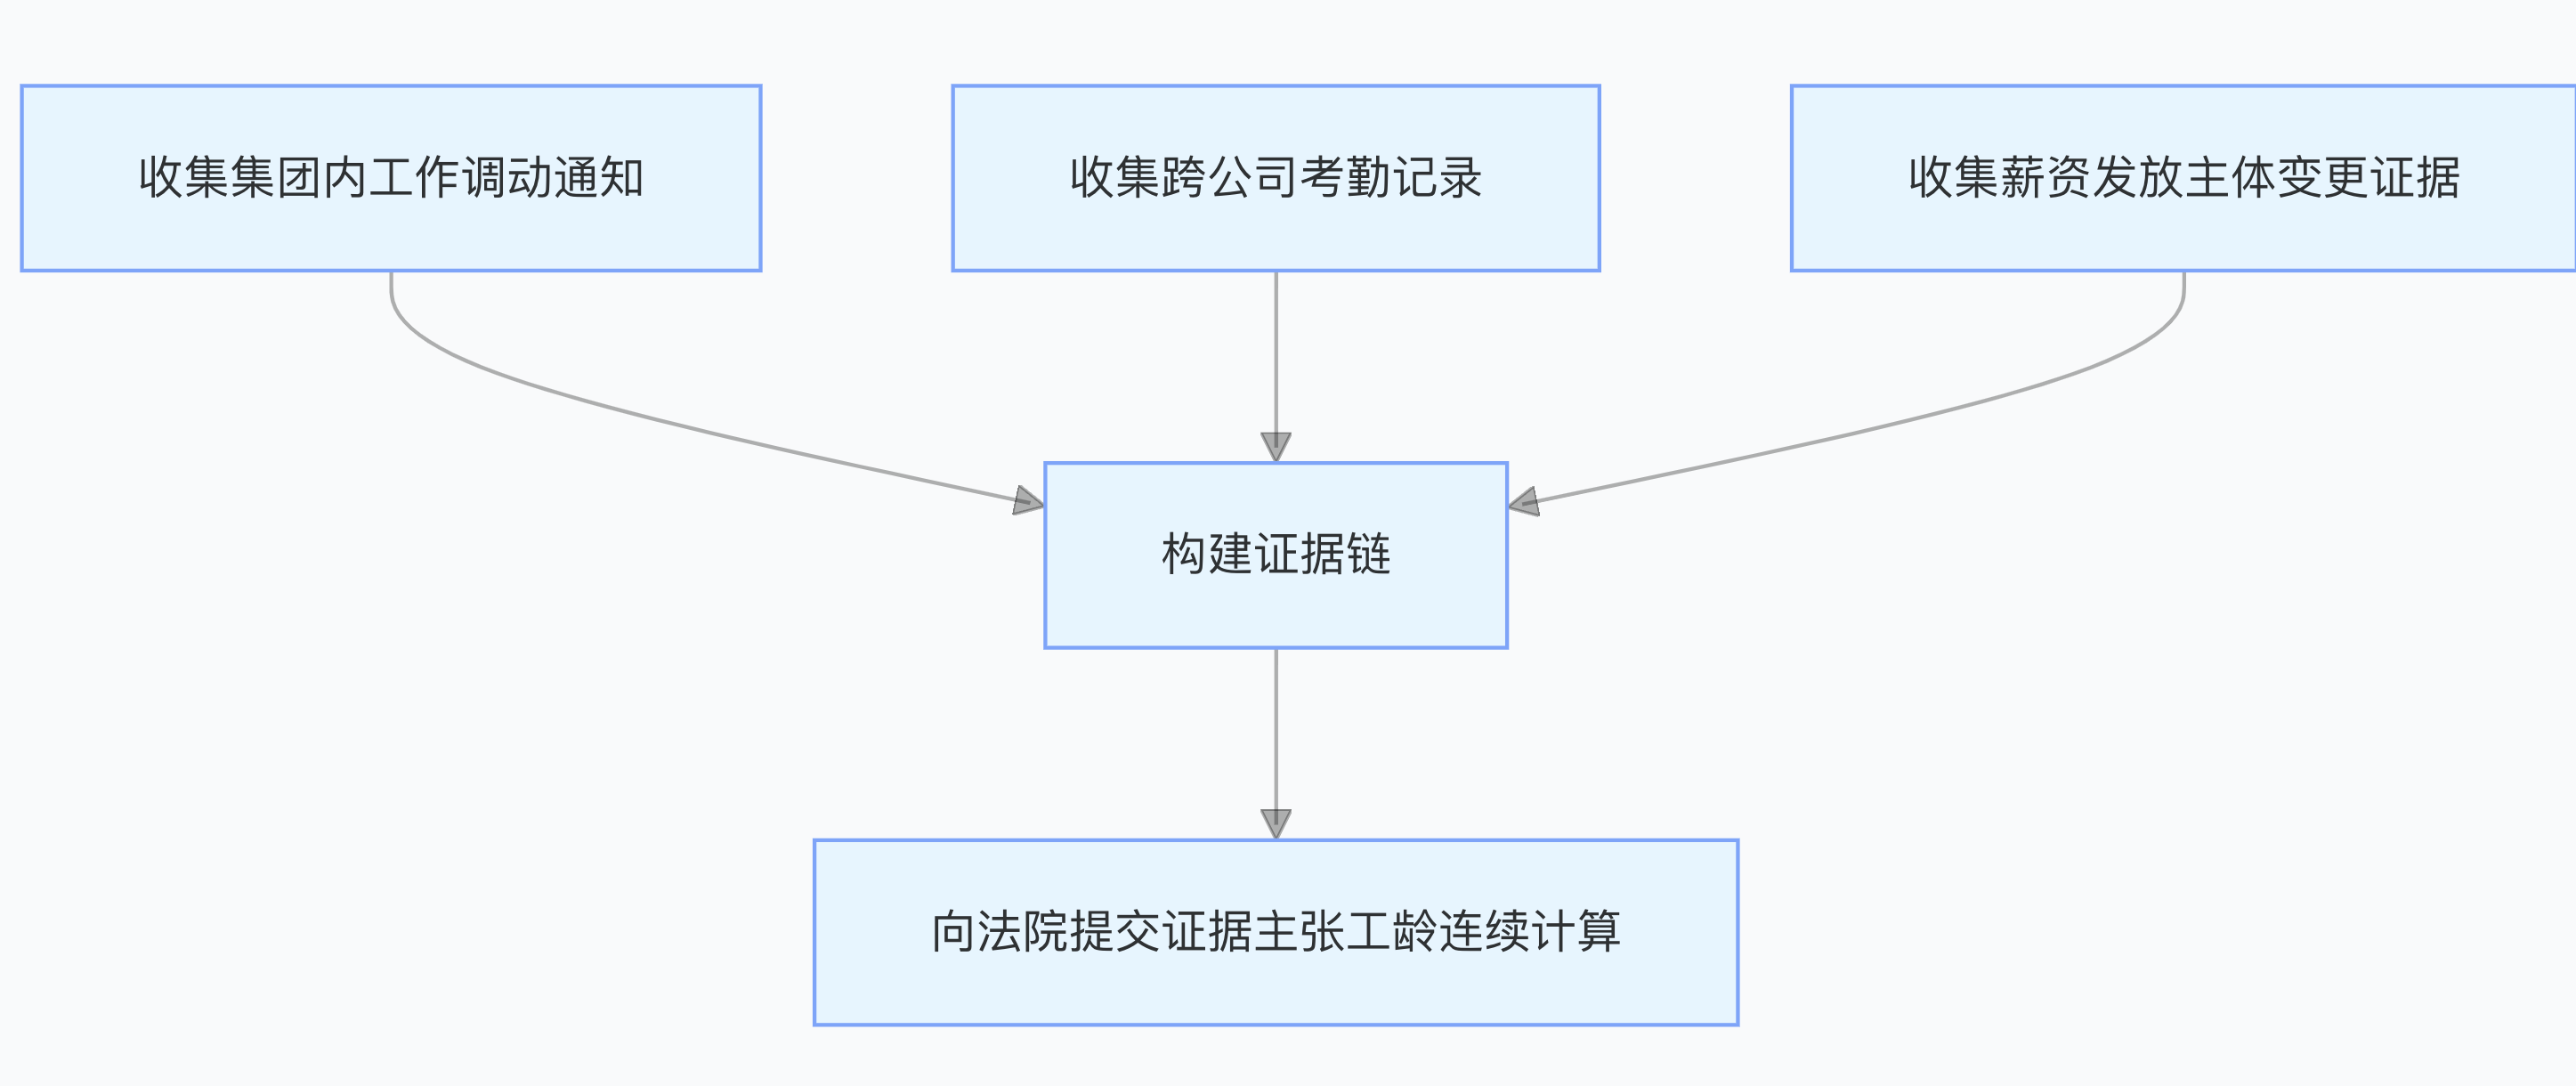 收集集团内工作调动通知
收集跨公司考勤记录
收集薪资发放主体变更证据
构建证据链
向法院提交证据主张工龄连续计算